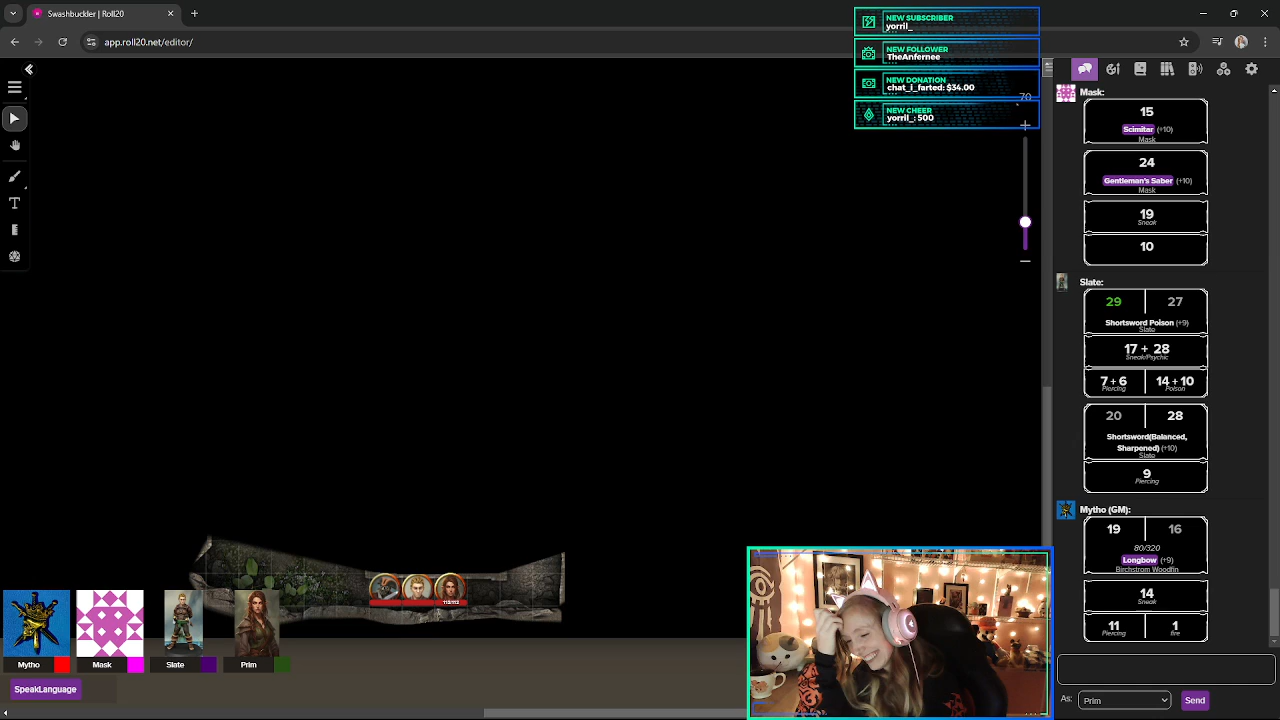 Swashbuckler | Roll20
app.roll20.net/editor/
NEW SUBSCRIBER
yorril_
NEW FOLLOWER
TheAnfernee
NEW DONATION
chat_i_farted: $34.00
NEW CHEER
yorril_: 500
70
Mask:
15
Scimitar (+10)
Mask
24
Gentleman's Saber (+10)
Mask
19
Sneak
10
Slate:
29 27
Shortsword Poison (+9)
Slate
17 + 28
Sneak/Psychic
7 + 6 14 + 10
Piercing Poison
20 28
Shortsword(Balanced,
Sharpened) (+10)
Slate
9
Piercing
Mytho (GM):
19 16
80/320
Longbow (+9)
Birchstrom Woodfin
14
Sneak
11 1
Piercing fire
113/113
Mytho Mask Slate Prim
SpeakLanguage
As: Prim Send